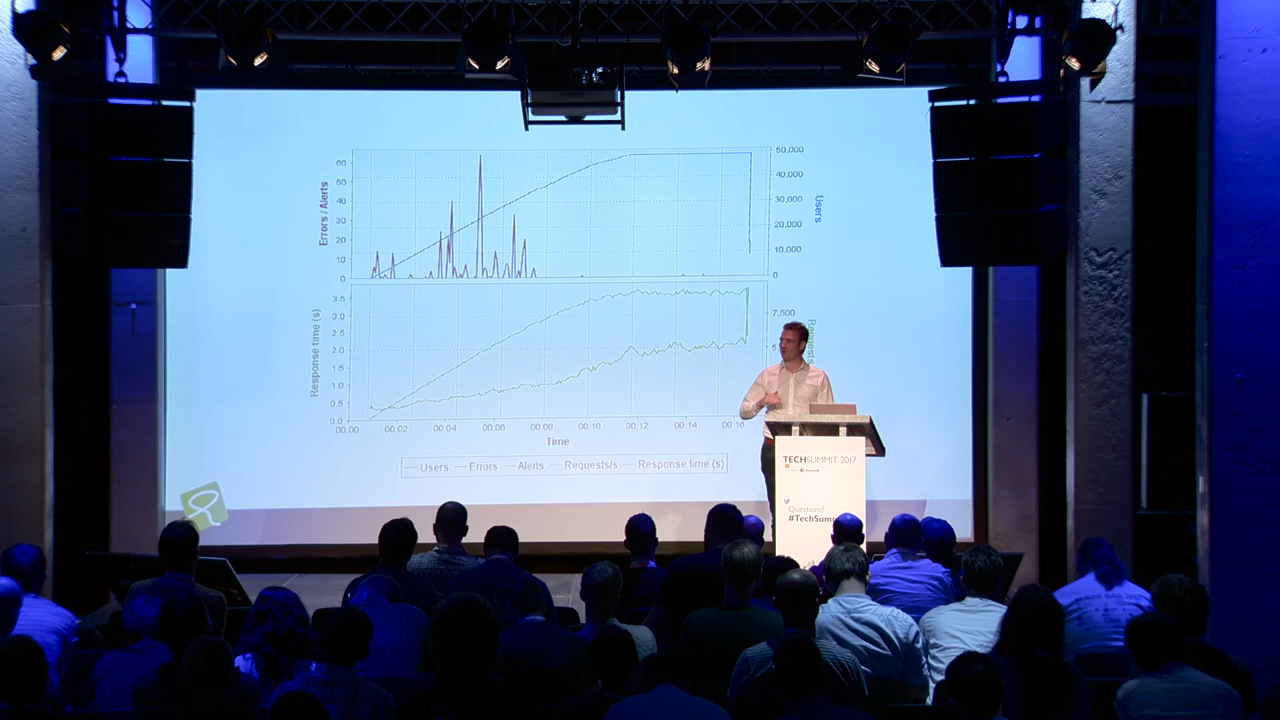 60
50
40
30
20
10
0
Errors / Alerts
50,000
40,000
30,000
20,000
10,000
0
Users
3.5
3.0
2.5
2.0
1.5
1.0
0.5
0.0
Response time (s)
7,500
5
Requests
00:00 00:02 00:04 00:06 00:08 00:10 00:12 00:14 00:16
Time
Users Errors Alerts Requests/s Response time (s)
TECHSUMMIT 2017
Questions!
#TechSumm